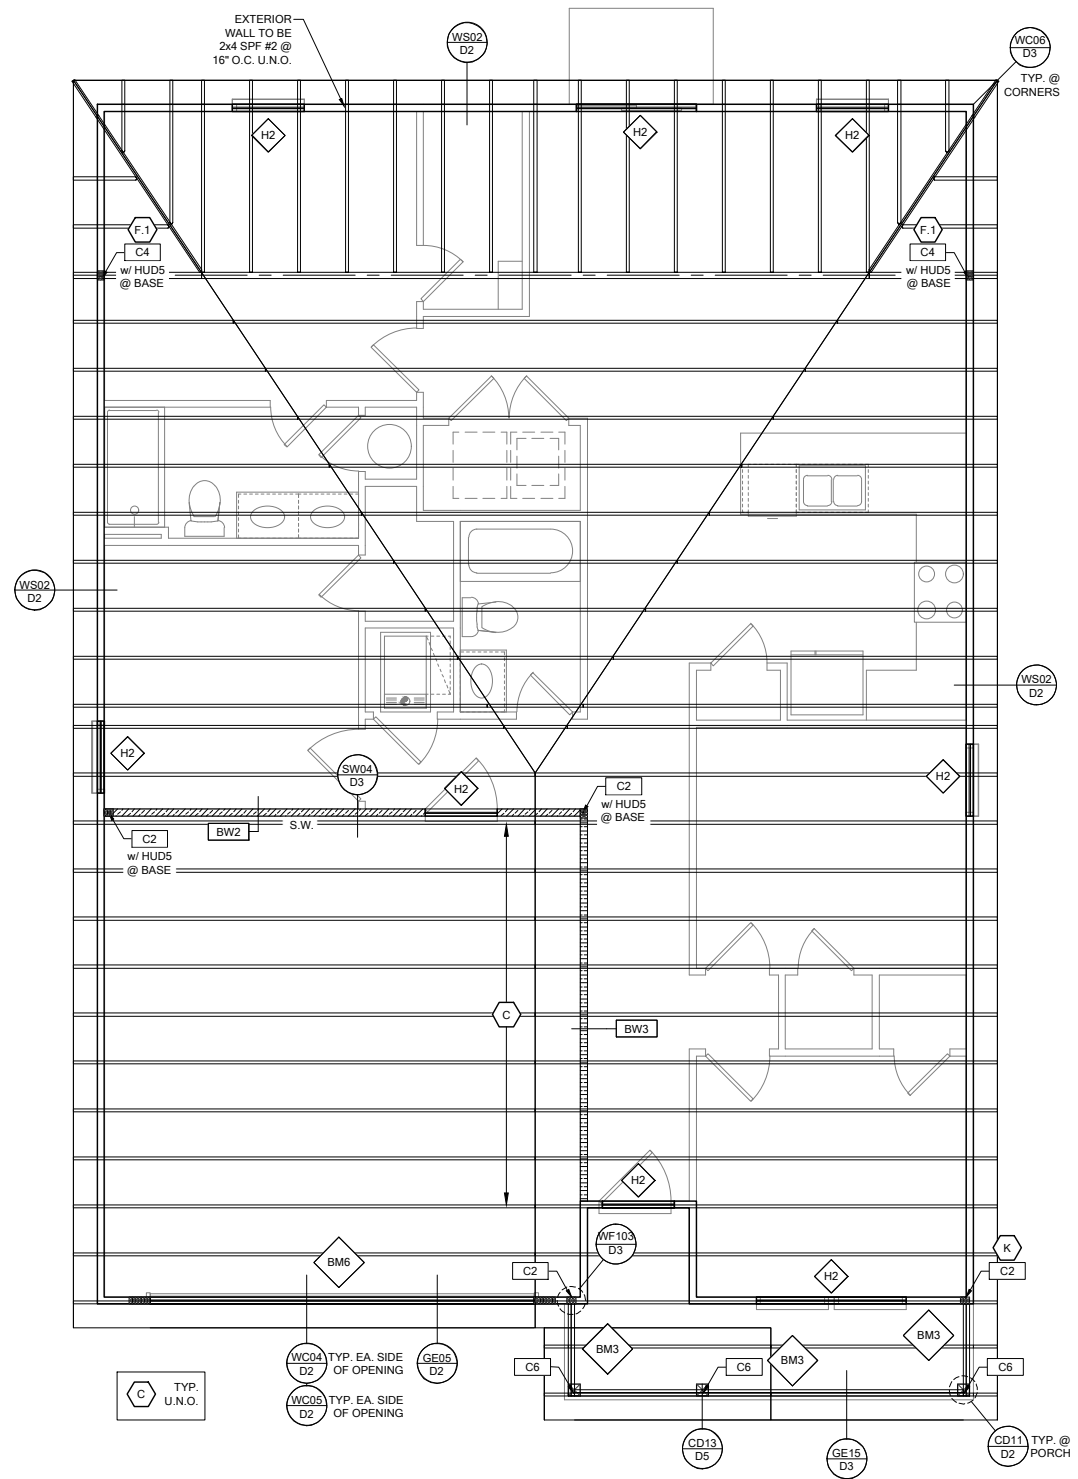 EXTERIOR
WALL TO BE
2x4 SPF #2 @
16" O.C. U.N.O.
WS02
D2
WC06
D3
TYP. @
CORNERS
H2
H2
H2
F.1
C4
w/ HUD5
@ BASE
F.1
C4
w/ HUD5
@ BASE
WS02
D2
WS02
D2
H2
SW04
D3
H2
H2
C2
w/ HUD5
@ BASE
BW2
S.W.
C2
w/ HUD5
@ BASE
C
BW3
H2
WF103
D3
K
BM6
C2
H2
C2
BM3
BM3
BM3
WC04
D2
TYP. EA. SIDE
OF OPENING
GE05
D2
C6
C6
C6
C
TYP.
U.N.O.
WC05
D2
TYP. EA. SIDE
OF OPENING
CD13
D5
GE15
D3
CD11
D2
TYP. @
PORCH